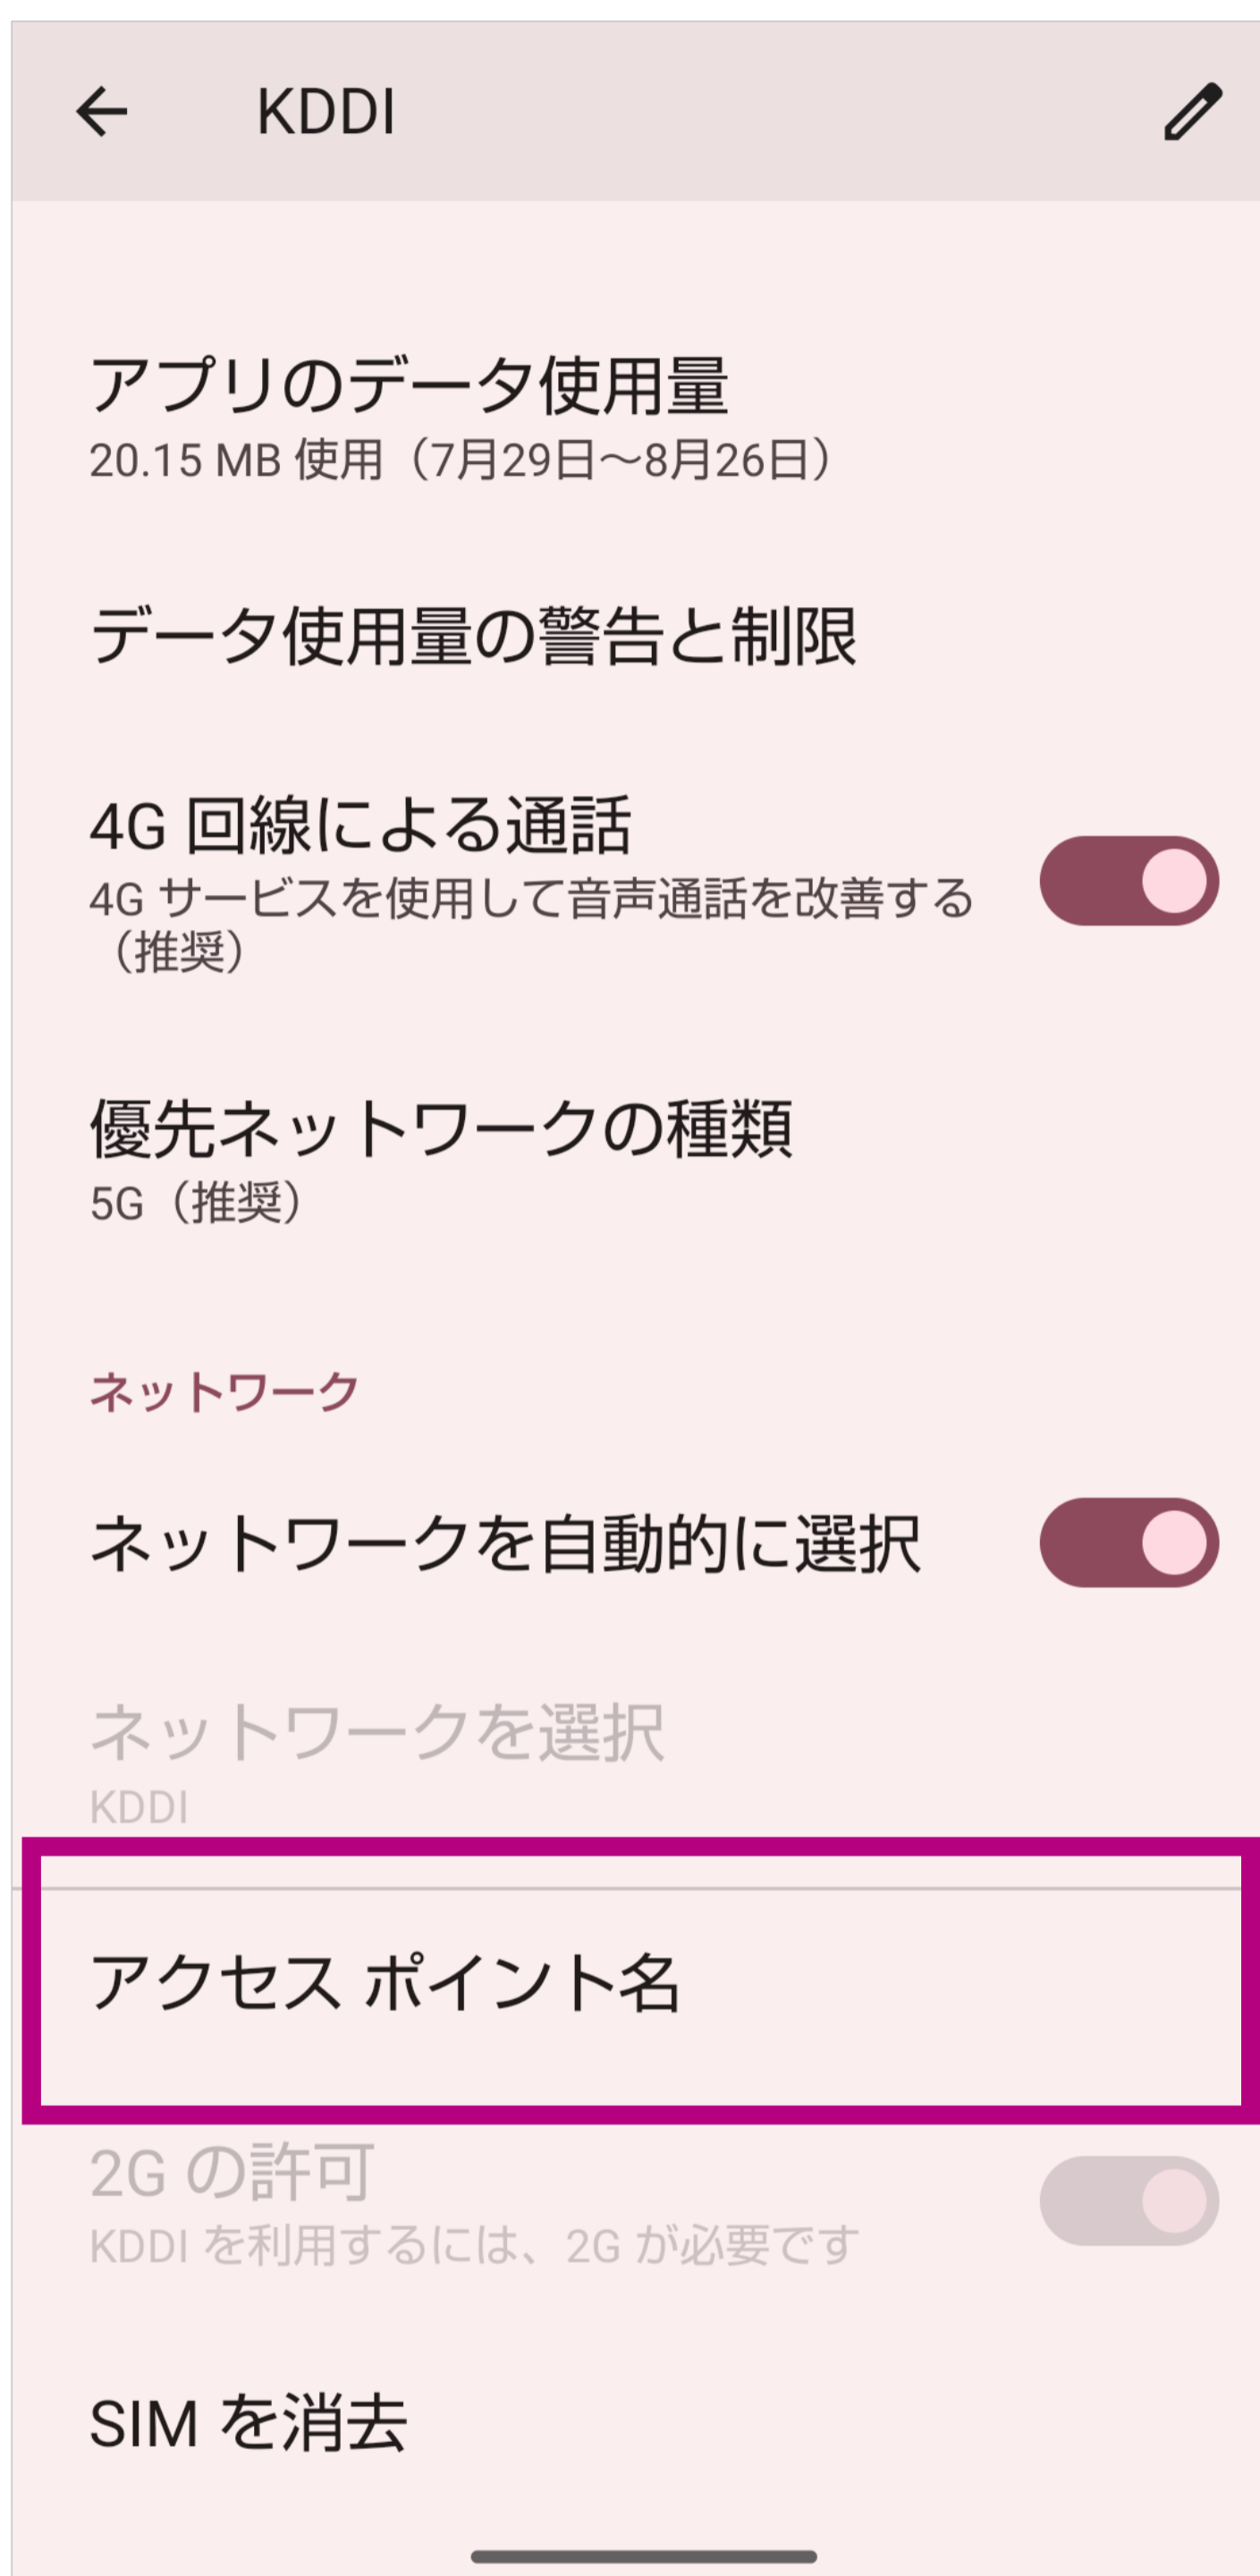 KDDI
アプリのデータ使用量
20.15 MB 使用（7月29日～8月26日）
データ使用量の警告と制限
4G 回線による通話
4G サービスを使用して音声通話を改善する
（推奨）
優先ネットワークの種類
5G（推奨）
ネットワーク
ネットワークを自動的に選択
ネットワークを選択
KDDI
アクセス ポイント名
2G の許可
KDDI を利用するには、2G が必要です
SIM を消去